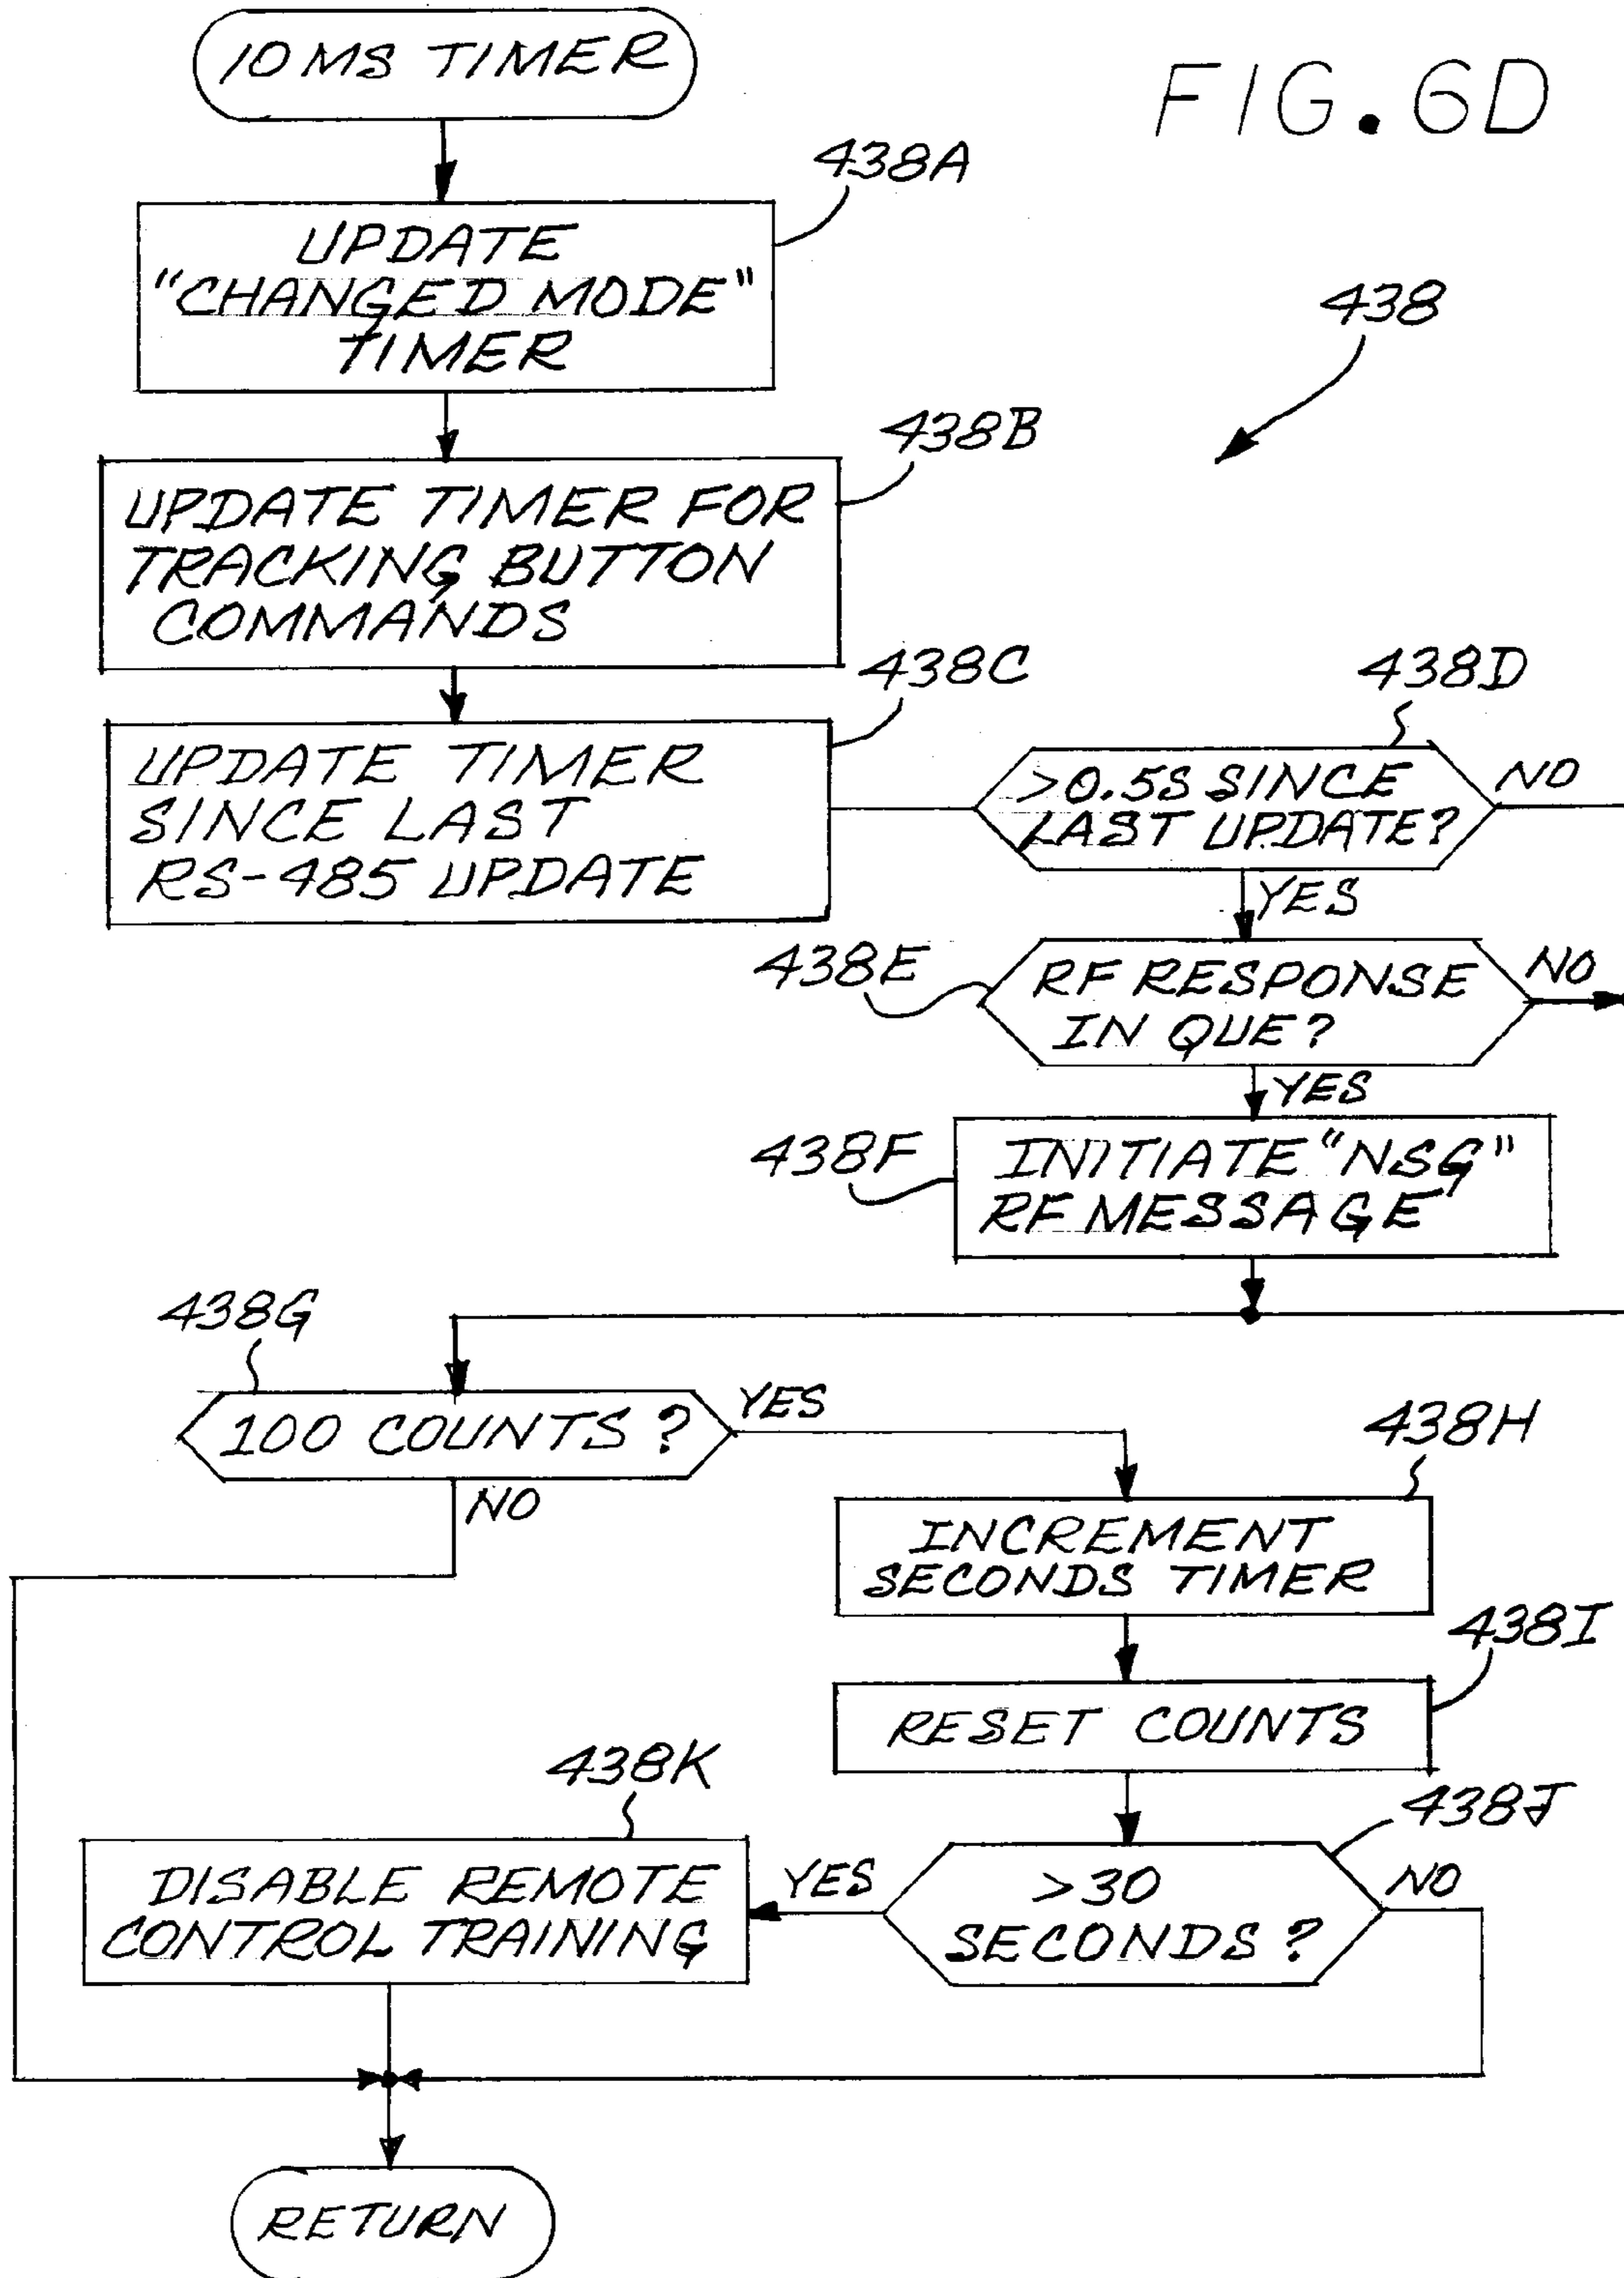 10 MS TIMER
FIG. 6D
438A
UPDATE
"CHANGED MODE"
TIMER
438
438B
UPDATE TIMER FOR
TRACKING BUTTON
COMMANDS
438C
UPDATE TIMER
SINCE LAST
RS-485 UPDATE
438D
>0.5S SINCE
LAST UPDATE?
NO
YES
438E
RF RESPONSE
IN QUE?
NO
YES
438F
INITIATE "NSG"
RF MESSAGE
438G
100 COUNTS?
YES
NO
438H
INCREMENT
SECONDS TIMER
438I
RESET COUNTS
438J
>30
SECONDS?
YES
NO
438K
DISABLE REMOTE
CONTROL TRAINING
RETURN